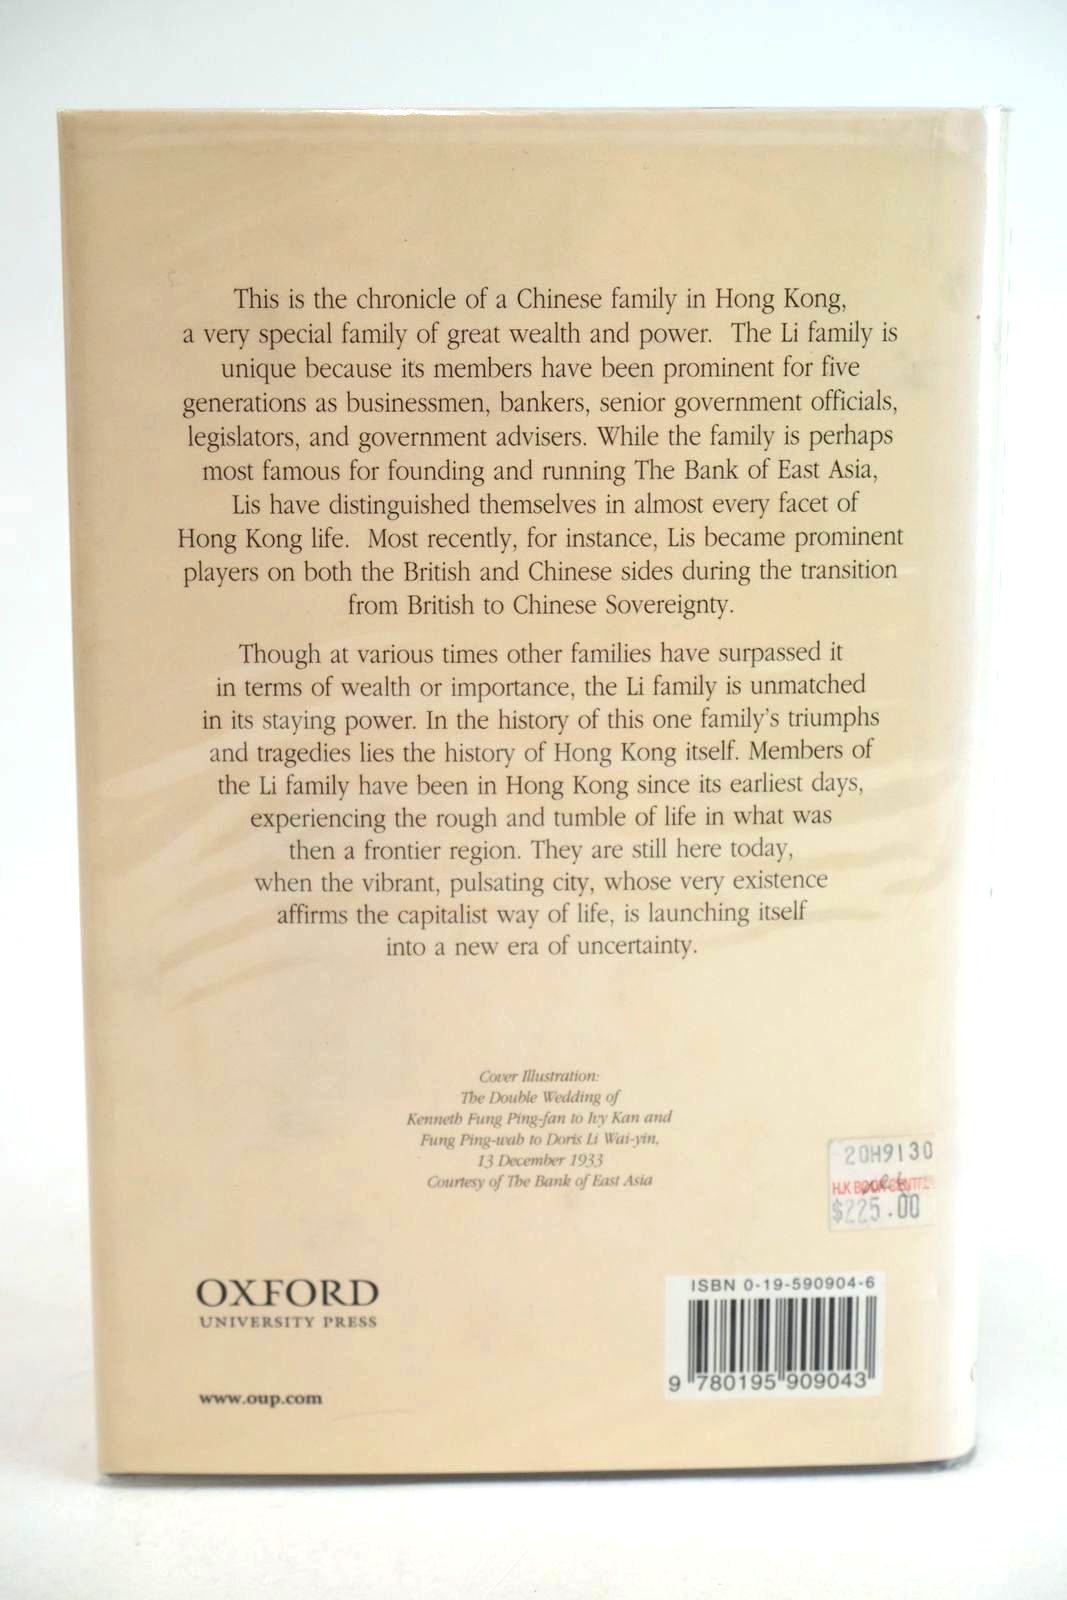 This is the chronicle of a Chinese family in Hong Kong,
a very special family of great wealth and power. The Li family is
unique because its members have been prominent for five
generations as businessmen, bankers, senior government officials,
legislators, and government advisers. While the family is perhaps
most famous for founding and running The Bank of East Asia,
Lis have distinguished themselves in almost every facet of
Hong Kong life. Most recently, for instance, Lis became prominent
players on both the British and Chinese sides during the transition
from British to Chinese Sovereignty.
Though at various times other families have surpassed it
in terms of wealth or importance, the Li family is unmatched
in its staying power. In the history of this one family's triumphs
and tragedies lies the history of Hong Kong itself. Members of
the Li family have been in Hong Kong since its earliest days,
experiencing the rough and tumble of life in what was
then a frontier region. They are still here today,
when the vibrant, pulsating city, whose very existence
affirms the capitalist way of life, is launching itself
into a new era of uncertainty.
Cover Illustration:
The Double Wedding of
Kenneth Fung Ping-fan to Ivy Kan and
Fung Ping-wah to Doris Li Wai-yin,
13 December 1933
Courtesy of The Bank of East Asia
20H9130
H.K BOOK CENTRE
$225.00
OXFORD
UNIVERSITY PRESS
www.oup.com
ISBN 0-19-590904-6
9 780195 909043